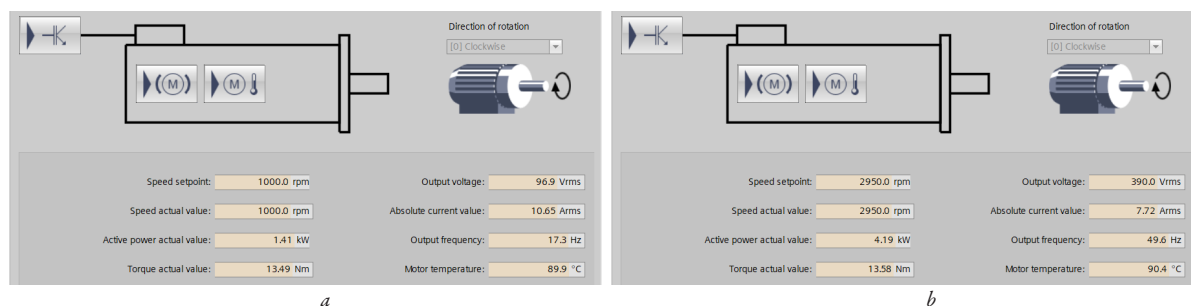 Direction of rotation
[0] Clockwise
M
M
Speed setpoint: 1000.0 rpm
Output voltage: 96.9 Vrms
Speed actual value: 1000.0 rpm
Absolute current value: 10.65 Arms
Active power actual value: 1.41 kW
Output frequency: 17.3 Hz
Torque actual value: 13.49 Nm
Motor temperature: 89.9 °C
a
Direction of rotation
[0] Clockwise
M
M
Speed setpoint: 2950.0 rpm
Output voltage: 390.0 Vrms
Speed actual value: 2950.0 rpm
Absolute current value: 7.72 Arms
Active power actual value: 4.19 kW
Output frequency: 49.6 Hz
Torque actual value: 13.58 Nm
Motor temperature: 90.4 °C
b